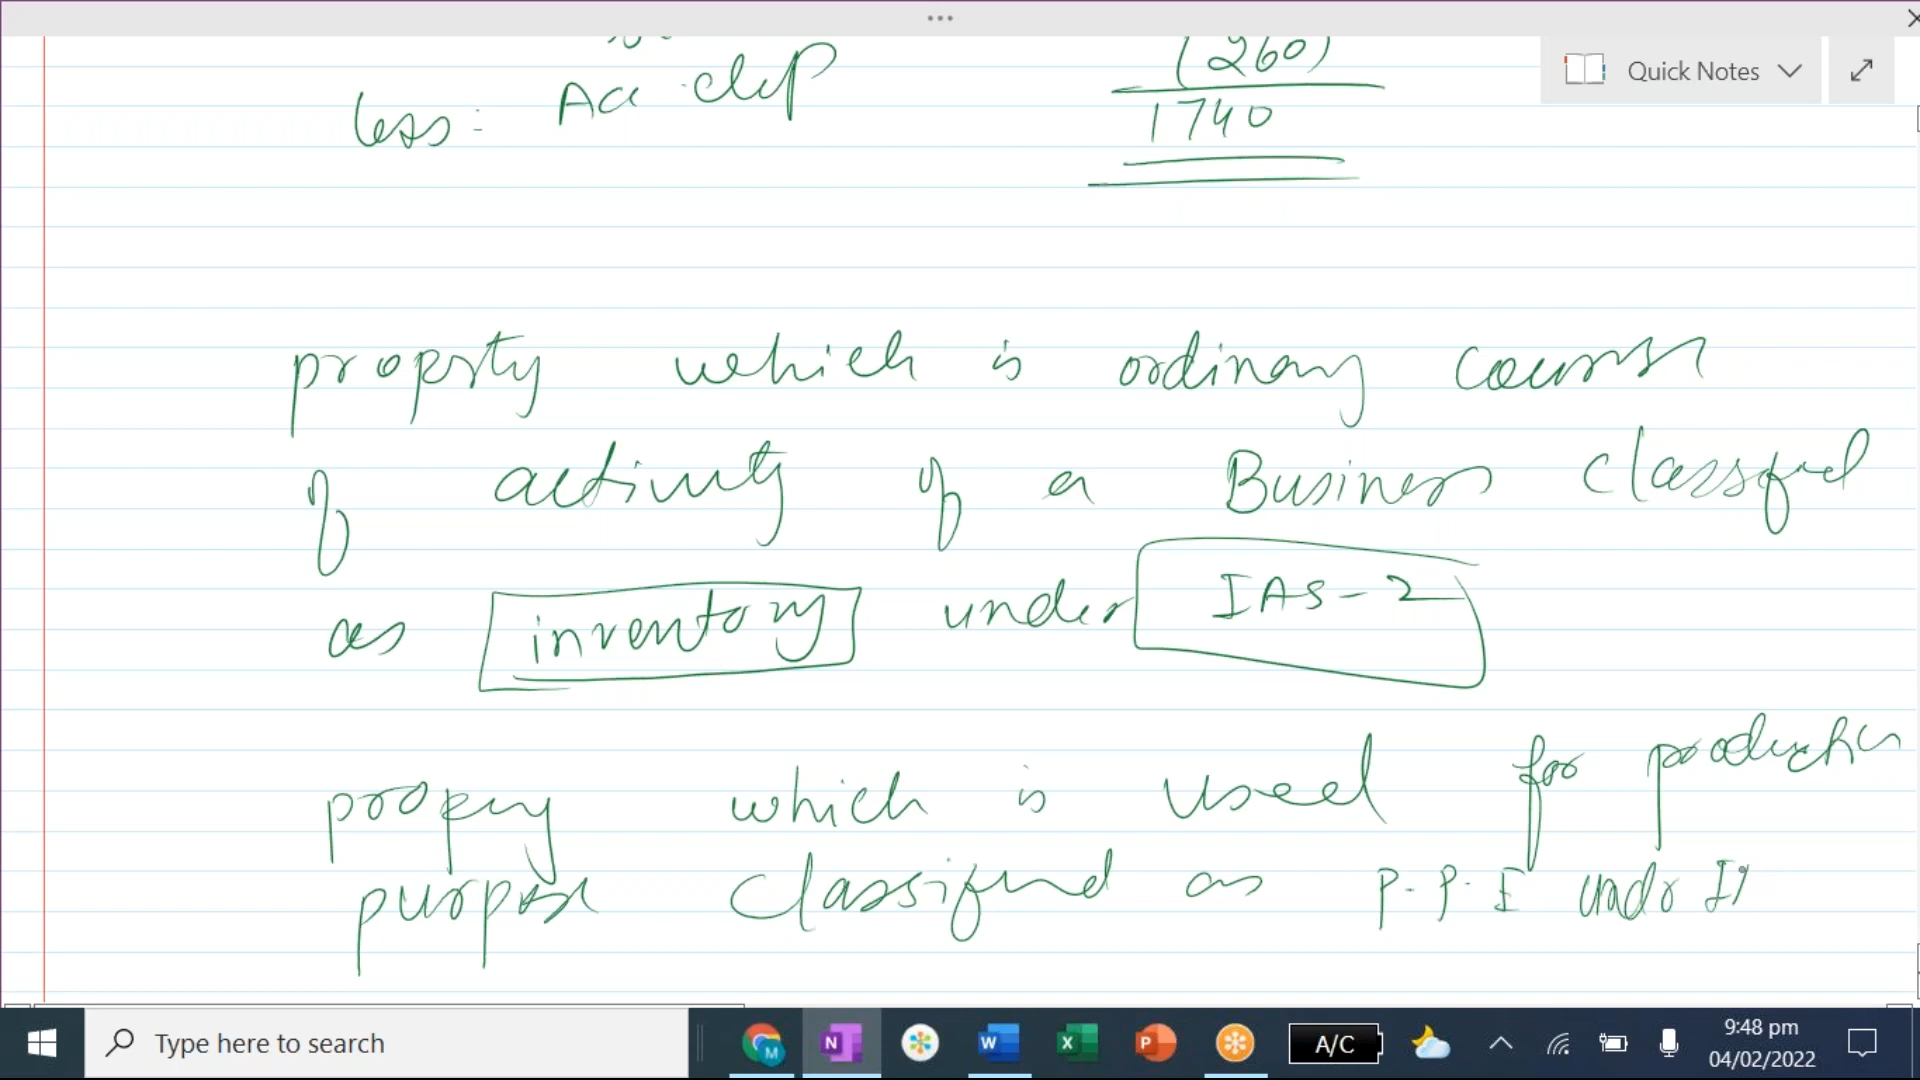 (260)
Quick Notes
less: Acc dep
1740
property which is ordinary course
of activity of a Business classified
as inventory under IAS-2
property which is used for production
purpose classified as P.P.E under
Type here to search
A/C
9:48 pm
04/02/2022